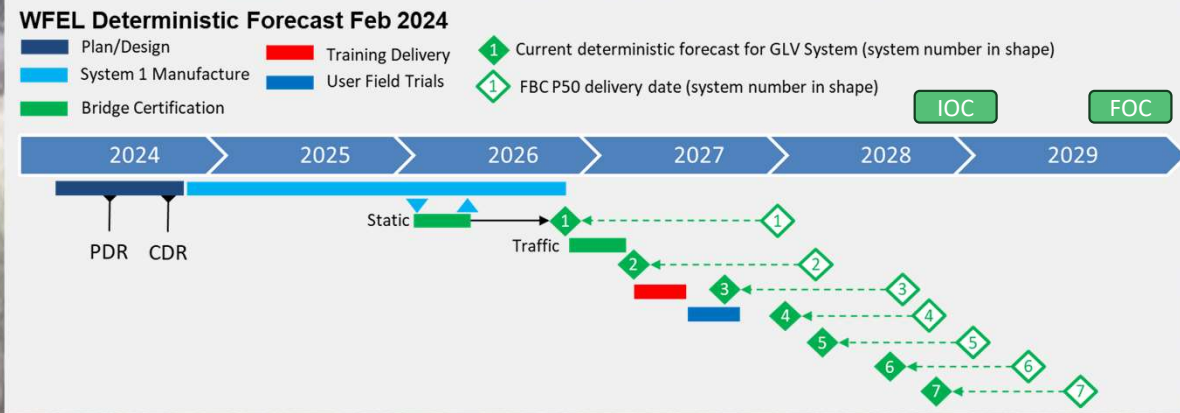 WFEL Deterministic Forecast Feb 2024
Plan/Design
System 1 Manufacture
Bridge Certification
Training Delivery
User Field Trials
1 Current deterministic forecast for GLV System (system number in shape)
1 FBC P50 delivery date (system number in shape)
IOC FOC
2024 2025 2026 2027 2028 2029
PDR CDR
Static 1 1
Traffic
2 2
3 3
4 4
5 5
6 6
7 7